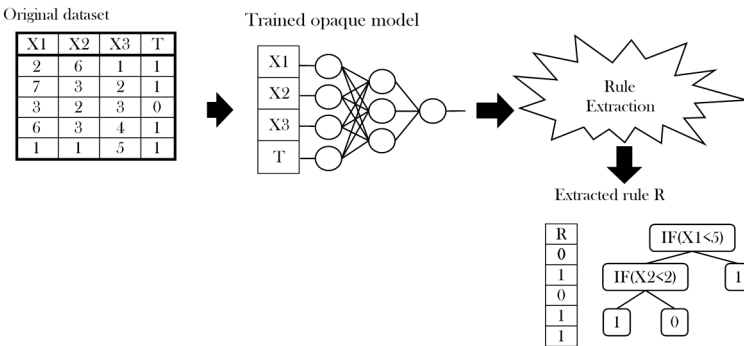 Original dataset
Trained opaque model
X1 X2 X3 T
2 6 1 1
7 3 2 1
3 2 3 0
6 3 4 1
1 1 5 1
X1
X2
X3
T
Rule
Extraction
Extracted rule R
R
0
1
0
1
1
IF(X1<5)
IF(X2<2)
1
1
0